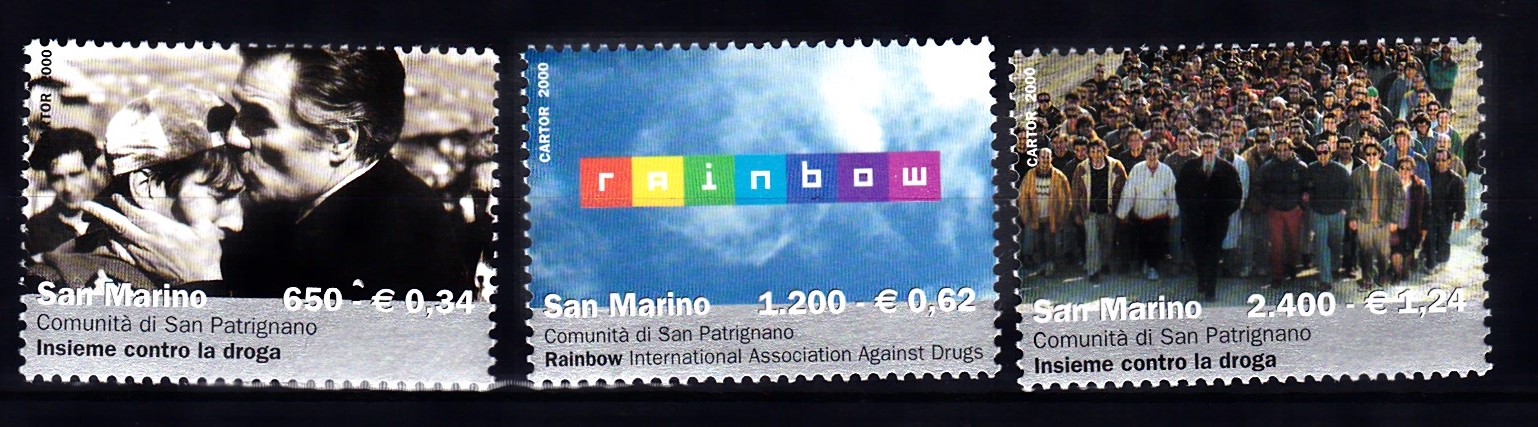 CARTOR 2000
San Marino 650 - € 0,34
Comunità di San Patrignano
Insieme contro la droga
CARTOR 2000
rainbow
San Marino 1.200 - € 0,62
Comunità di San Patrignano
Rainbow International Association Against Drugs
CARTOR 2000
San Marino 2.400 - € 1,24
Comunità di San Patrignano
Insieme contro la droga